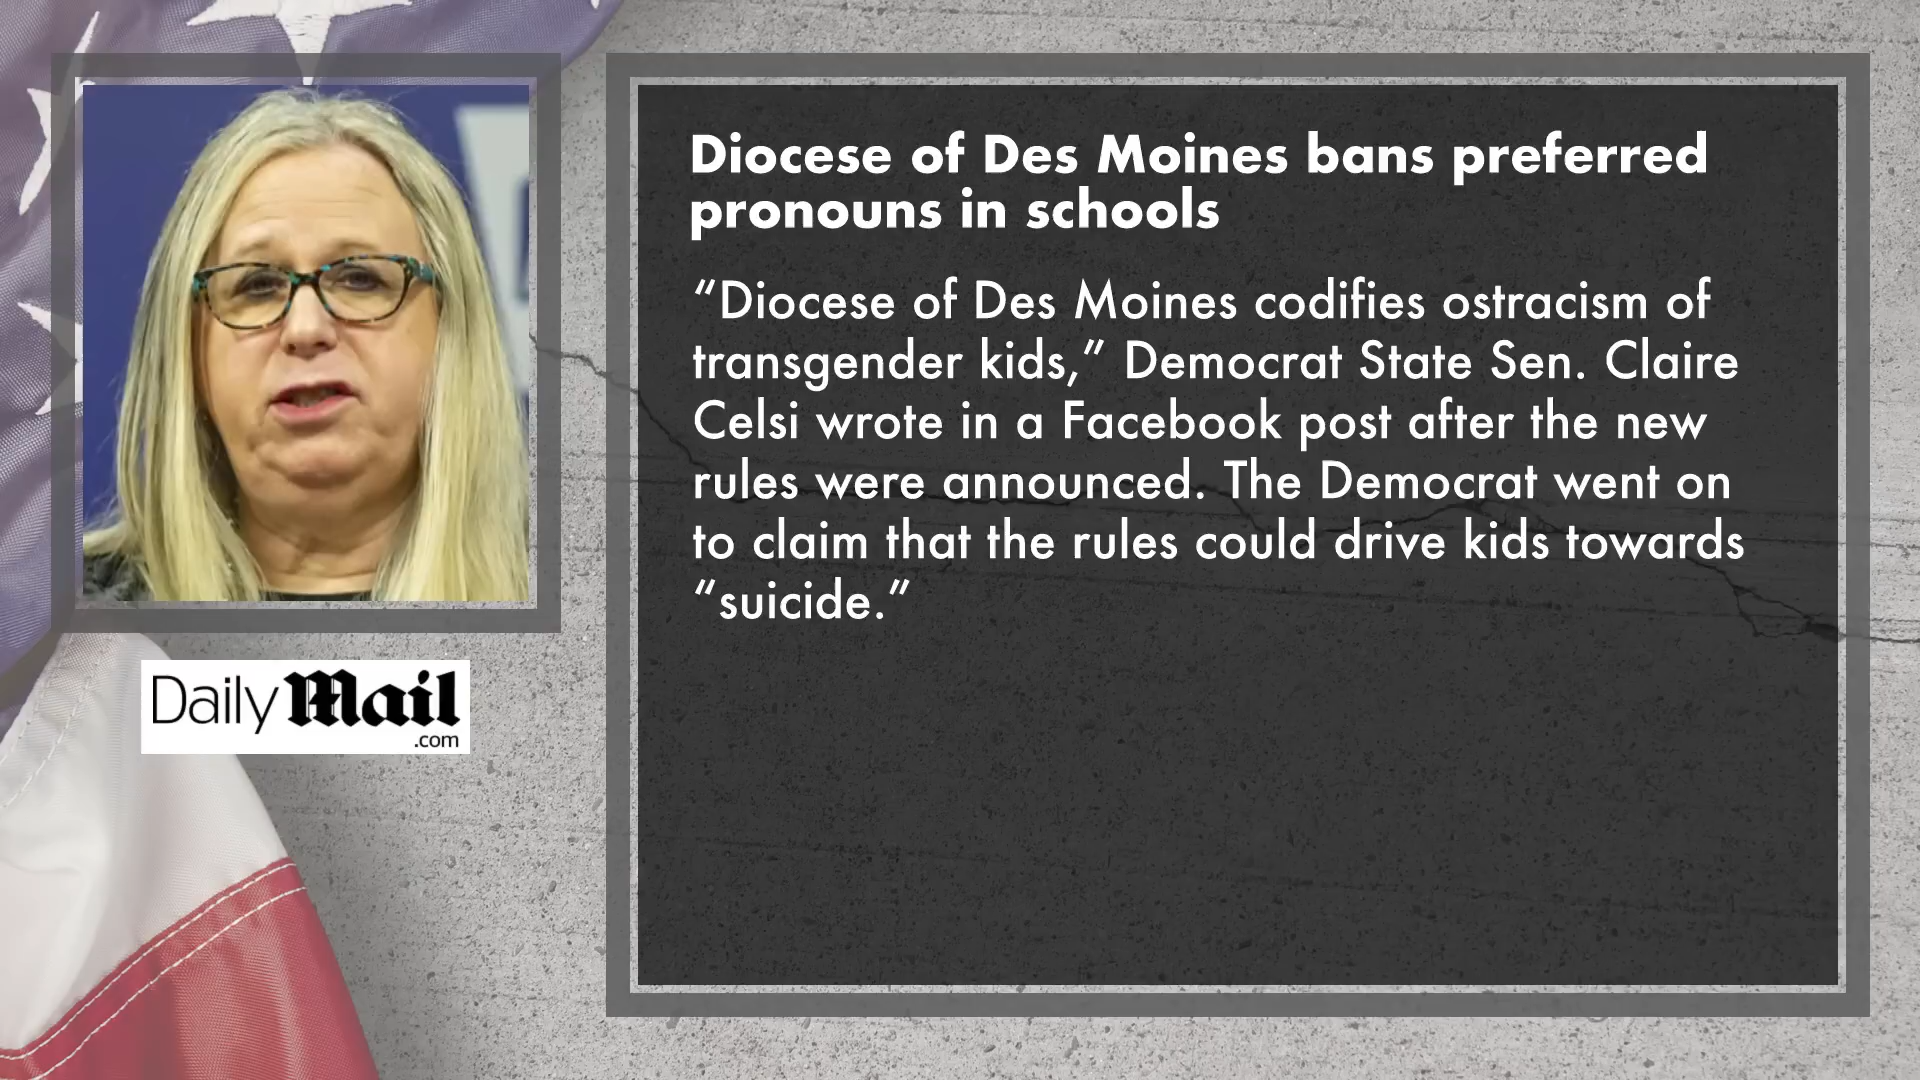 Diocese of Des Moines bans preferred
pronouns in schools
“Diocese of Des Moines codifies ostracism of
transgender kids,” Democrat State Sen. Claire
Celsi wrote in a Facebook post after the new
rules were announced. The Democrat went on
to claim that the rules could drive kids towards
“suicide.”
Daily Mail
.com